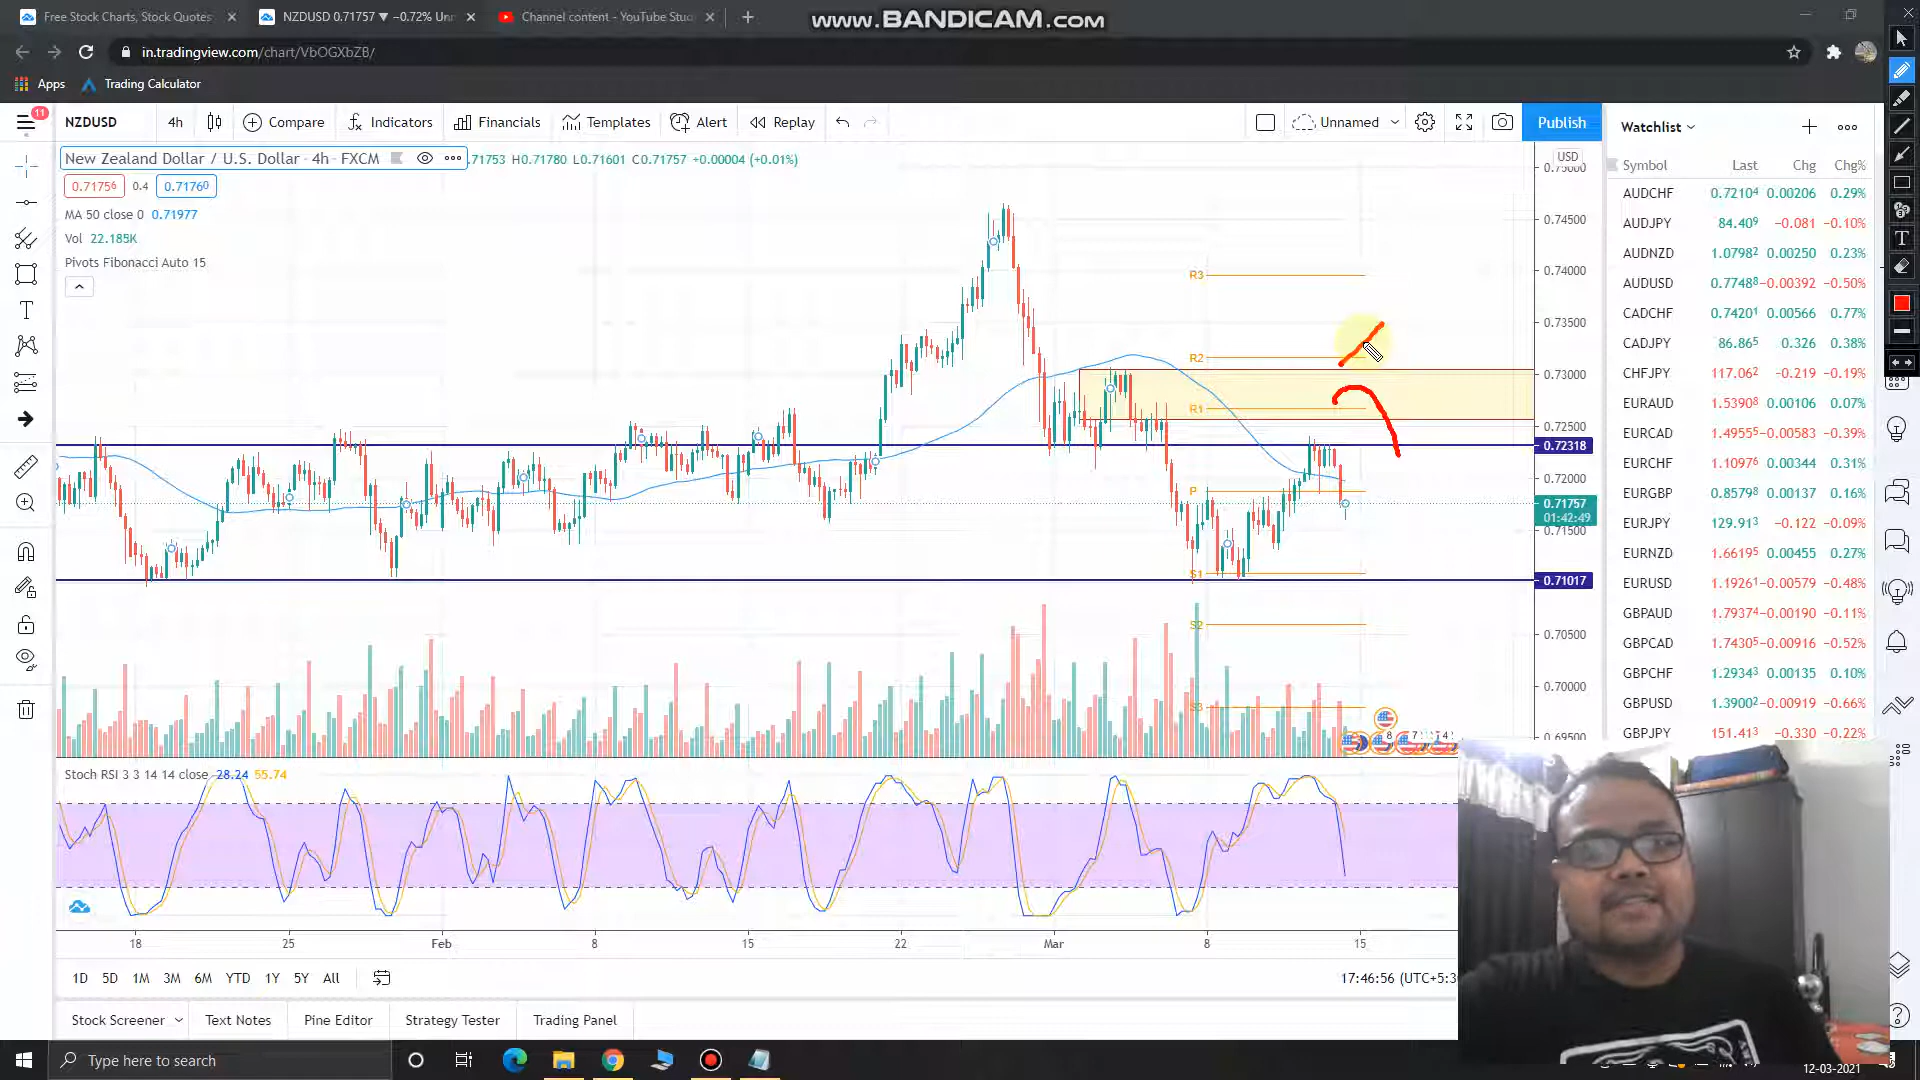 Free Stock Charts, Stock Quotes
NZDUSD 0.71757 ▼ −0.72% Unn
Channel content - YouTube Stu
www.BANDICAM.com
in.tradingview.com/chart/VbOGXbZB/
Apps
Trading Calculator
11
NZDUSD
4h
Compare
Indicators
Financials
Templates
Alert
Replay
Unnamed
Publish
New Zealand Dollar / U.S. Dollar · 4h · FXCM
.71753 H0.71780 L0.71601 C0.71757 +0.00004 (+0.01%)
0.71756 0.4 0.71760
MA 50 close 0 0.71977
Vol 22.185K
Pivots Fibonacci Auto 15
USD
0.75000
0.74500
0.74000
0.73500
0.73000
0.72500
0.72318
0.72000
0.71757
01:42:49
0.71500
0.71017
0.70500
0.70000
0.69500
R3
R2
R1
P
S1
S2
S3
Stoch RSI 3 3 14 14 close 28.24 55.74
18 25 Feb 8 15 22 Mar 8 15
1D 5D 1M 3M 6M YTD 1Y 5Y All
17:46:56 (UTC+5:3
Stock Screener
Text Notes
Pine Editor
Strategy Tester
Trading Panel
Watchlist
Symbol Last Chg Chg%
AUDCHF 0.72104 0.00206 0.29%
AUDJPY 84.409 −0.081 −0.10%
AUDNZD 1.07982 0.00250 0.23%
AUDUSD 0.77488 −0.00392 −0.50%
CADCHF 0.74201 0.00566 0.77%
CADJPY 86.865 0.326 0.38%
CHFJPY 117.062 −0.219 −0.19%
EURAUD 1.53908 0.00106 0.07%
EURCAD 1.49555 −0.00583 −0.39%
EURCHF 1.10976 0.00344 0.31%
EURGBP 0.85798 0.00137 0.16%
EURJPY 129.913 −0.122 −0.09%
EURNZD 1.66195 0.00455 0.27%
EURUSD 1.19261 −0.00579 −0.48%
GBPAUD 1.79374 −0.00190 −0.11%
GBPCAD 1.74305 −0.00916 −0.52%
GBPCHF 1.29343 0.00135 0.10%
GBPUSD 1.39002 −0.00919 −0.66%
GBPJPY 151.413 −0.330 −0.22%
Type here to search
12-03-2021